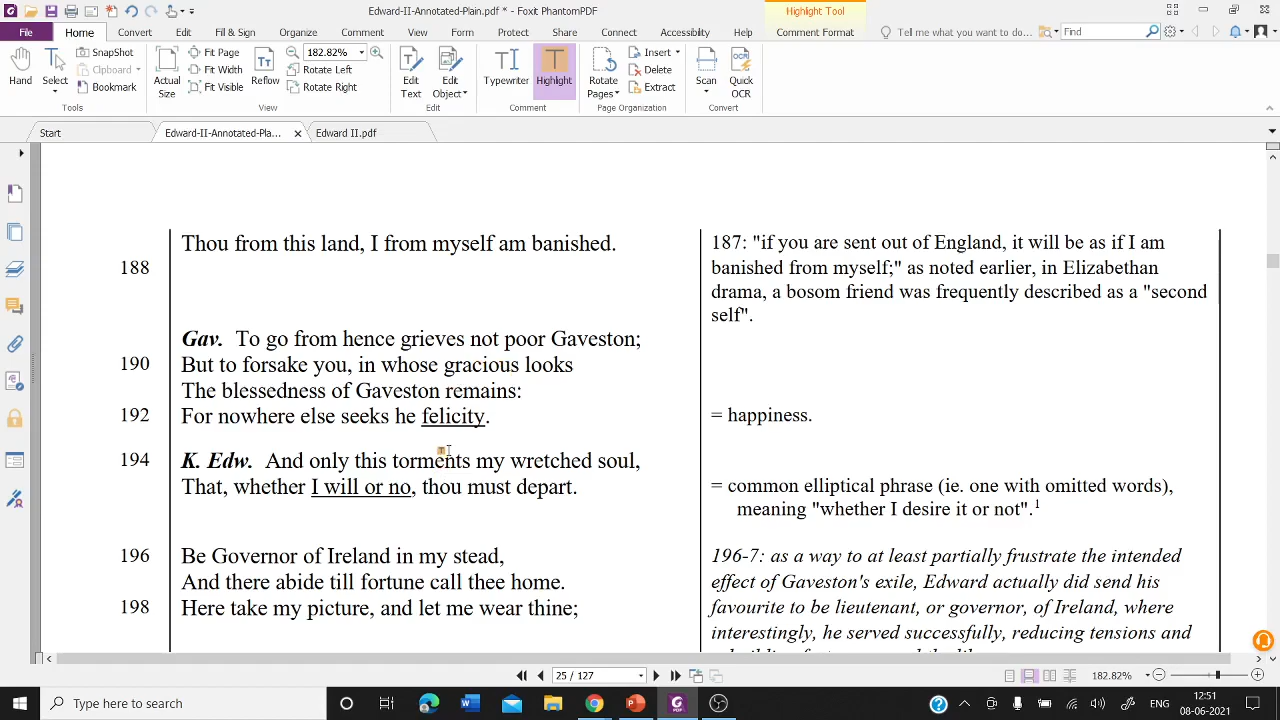 Edward-II-Annotated-Plain.pdf * - Foxit PhantomPDF
Highlight Tool
File Home Convert Edit Fill & Sign Organize Comment View Form Protect Share Connect Accessibility Help Comment Format Tell me what you want to do... Find
Hand
Select
SnapShot
Clipboard
Bookmark
Tools
Actual Size
Fit Page
Fit Width
Fit Visible
Reflow
182.82%
Rotate Left
Rotate Right
View
Edit Text
Edit Object
Edit
Typewriter
Highlight
Comment
Rotate Pages
Insert
Delete
Extract
Page Organization
Scan
Quick OCR
Convert
Start Edward-II-Annotated-Pla... Edward II.pdf
Thou from this land, I from myself am banished.
188
187: "if you are sent out of England, it will be as if I am
banished from myself;" as noted earlier, in Elizabethan
drama, a bosom friend was frequently described as a "second
self".
Gav. To go from hence grieves not poor Gaveston;
190 But to forsake you, in whose gracious looks
The blessedness of Gaveston remains:
192 For nowhere else seeks he felicity.
= happiness.
194 K. Edw. And only this torments my wretched soul,
That, whether I will or no, thou must depart.
= common elliptical phrase (ie. one with omitted words),
meaning "whether I desire it or not".1
196 Be Governor of Ireland in my stead,
And there abide till fortune call thee home.
198 Here take my picture, and let me wear thine;
196-7: as a way to at least partially frustrate the intended
effect of Gaveston's exile, Edward actually did send his
favourite to be lieutenant, or governor, of Ireland, where
interestingly, he served successfully, reducing tensions and
25 / 127
182.82%
Type here to search
ENG
12:51
08-06-2021